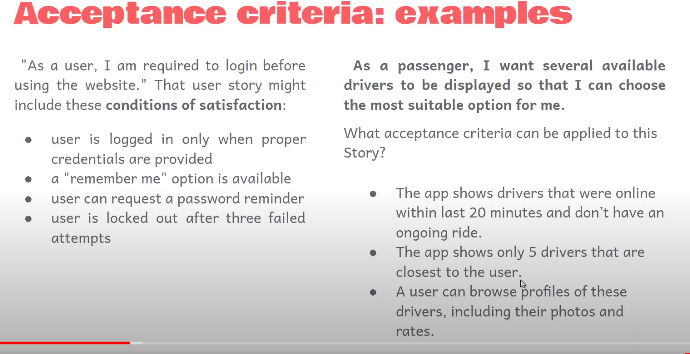 Acceptance criteria: examples
"As a user, I am required to login before
using the website." That user story might
include these conditions of satisfaction:
● user is logged in only when proper
credentials are provided
● a "remember me" option is available
● user can request a password reminder
● user is locked out after three failed
attempts
As a passenger, I want several available
drivers to be displayed so that I can choose
the most suitable option for me.
What acceptance criteria can be applied to this
Story?
● The app shows drivers that were online
within last 20 minutes and don't have an
ongoing ride.
● The app shows only 5 drivers that are
closest to the user.
● A user can browse profiles of these
drivers, including their photos and
rates.